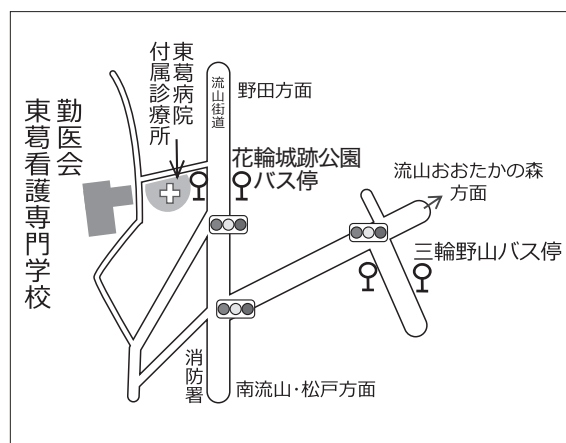 勤医会
東葛看護専門学校
東葛病院
付属診療所
流山街道
野田方面
花輪城跡公園
バス停
流山おおたかの森
方面
三輪野山バス停
消防署
南流山・松戸方面